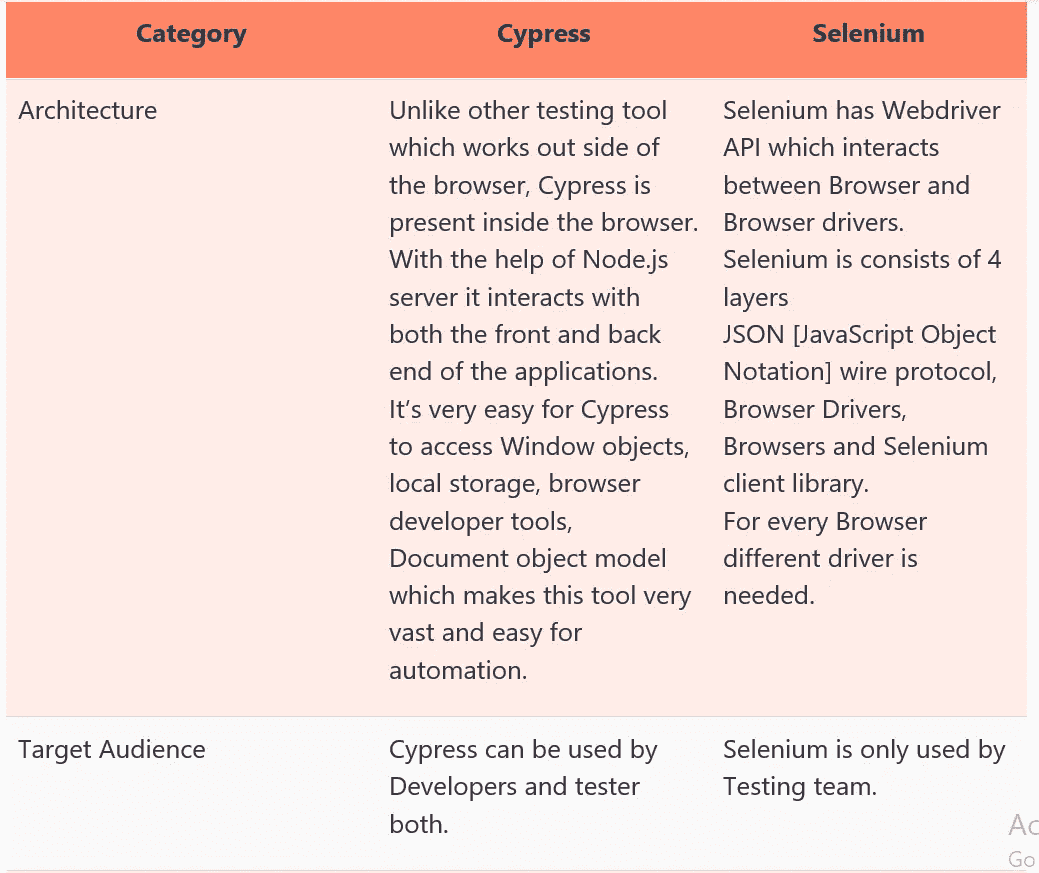 Category
Cypress
Selenium
Architecture
Unlike other testing tool
which works out side of
the browser, Cypress is
present inside the browser.
With the help of Node.js
server it interacts with
both the front and back
end of the applications.
It’s very easy for Cypress
to access Window objects,
local storage, browser
developer tools,
Document object model
which makes this tool very
vast and easy for
automation.
Selenium has Webdriver
API which interacts
between Browser and
Browser drivers.
Selenium is consists of 4
layers
JSON [JavaScript Object
Notation] wire protocol,
Browser Drivers,
Browsers and Selenium
client library.
For every Browser
different driver is
needed.
Target Audience
Cypress can be used by
Developers and tester
both.
Selenium is only used by
Testing team.
Ac
Go